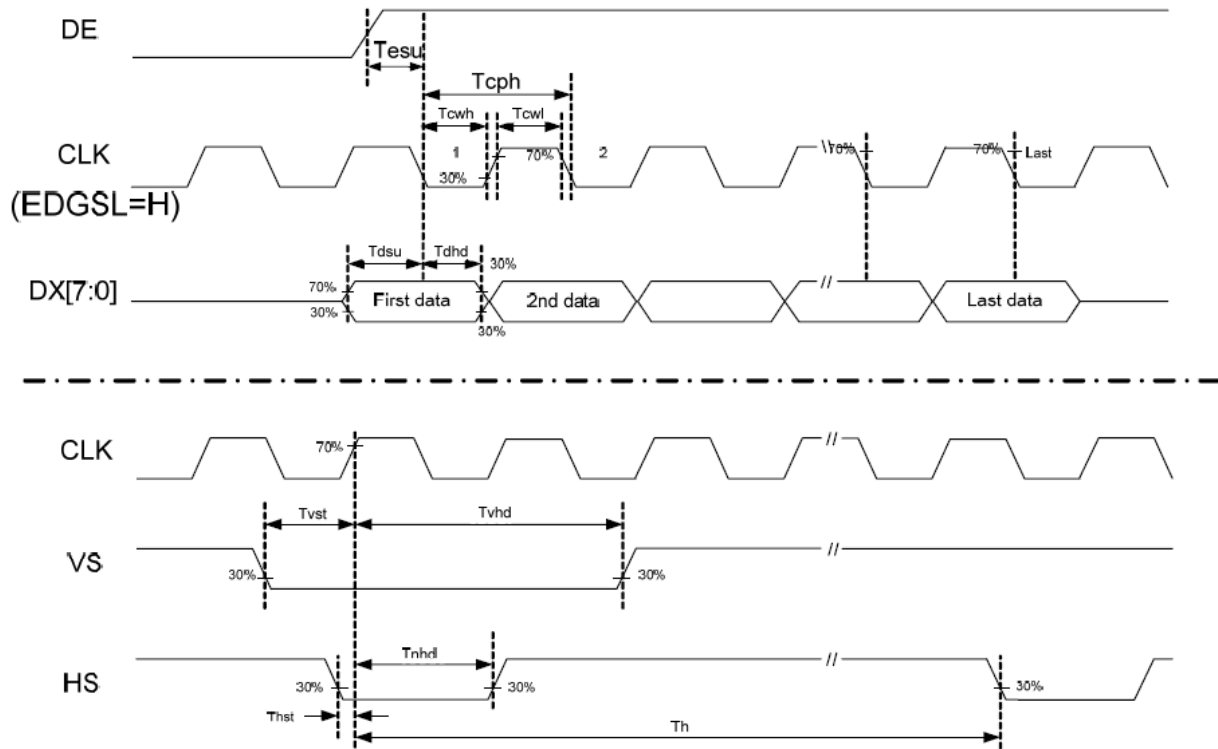 DE
Tesu
Tcph
Tcwh
Tcwl
CLK
1
70%
2
\\
70%
70%
Last
30%
(EDGSL=H)
Tdsu
Tdhd
30%
DX[7:0]
70%
First data
2nd data
//
Last data
30%
30%
CLK
70%
//
Tvst
Tvhd
VS
//
30%
30%
Tnhd
HS
//
30%
30%
30%
Thst
Th